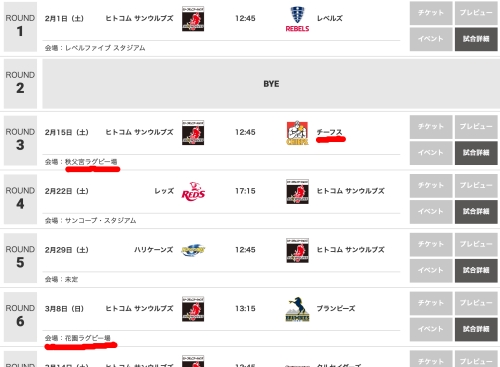 ROUND
1
2月1日（土）
ヒトコム サンウルブズ
12:45
REBELS
レベルズ
チケット
プレビュー
会場：レベルファイブ スタジアム
イベント
試合詳細
ROUND
2
BYE
ROUND
3
2月15日（土）
ヒトコム サンウルブズ
12:45
CHIEFS
チーフス
チケット
プレビュー
会場：秩父宮ラグビー場
イベント
試合詳細
ROUND
4
2月22日（土）
レッズ
REDS
17:15
ヒトコム サンウルブズ
チケット
プレビュー
会場：サンコープ・スタジアム
イベント
試合詳細
ROUND
5
2月29日（土）
ハリケーンズ
12:45
ヒトコム サンウルブズ
チケット
プレビュー
会場：未定
イベント
試合詳細
ROUND
6
3月8日（日）
ヒトコム サンウルブズ
13:15
ブランビーズ
チケット
プレビュー
会場：花園ラグビー場
イベント
試合詳細
ROUND
チケット
プレビュー